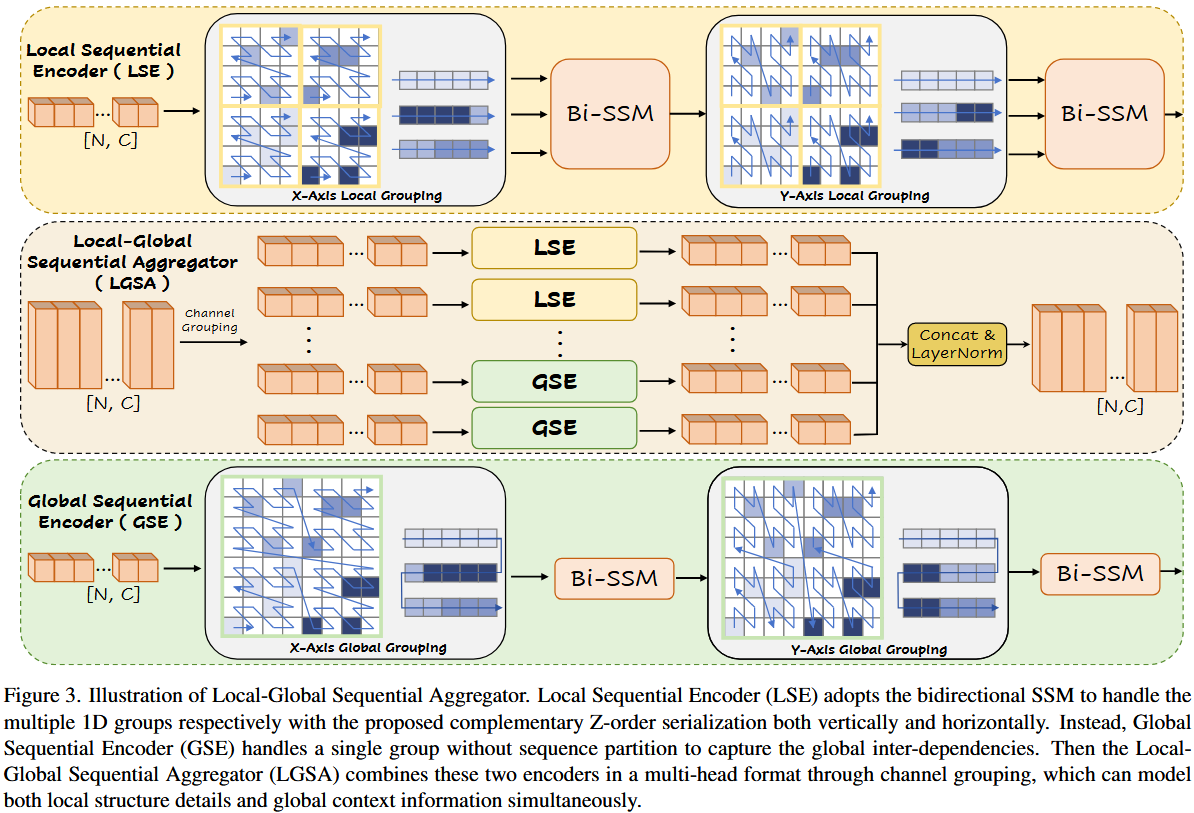 Local Sequential
Encoder ( LSE )
[N, C]
X-Axis Local Grouping
Bi-SSM
Y-Axis Local Grouping
Bi-SSM
Local-Global
Sequential Aggregator
( LGSA )
[N, C]
Channel
Grouping
...
LSE
...
...
LSE
...
...
GSE
...
...
GSE
...
Concat &
LayerNorm
[N,C]
Global Sequential
Encoder ( GSE )
[N, C]
X-Axis Global Grouping
Bi-SSM
Y-Axis Global Grouping
Bi-SSM
Figure 3. Illustration of Local-Global Sequential Aggregator. Local Sequential Encoder (LSE) adopts the bidirectional SSM to handle the
multiple 1D groups respectively with the proposed complementary Z-order serialization both vertically and horizontally. Instead, Global
Sequential Encoder (GSE) handles a single group without sequence partition to capture the global inter-dependencies. Then the Local-
Global Sequential Aggregator (LGSA) combines these two encoders in a multi-head format through channel grouping, which can model
both local structure details and global context information simultaneously.